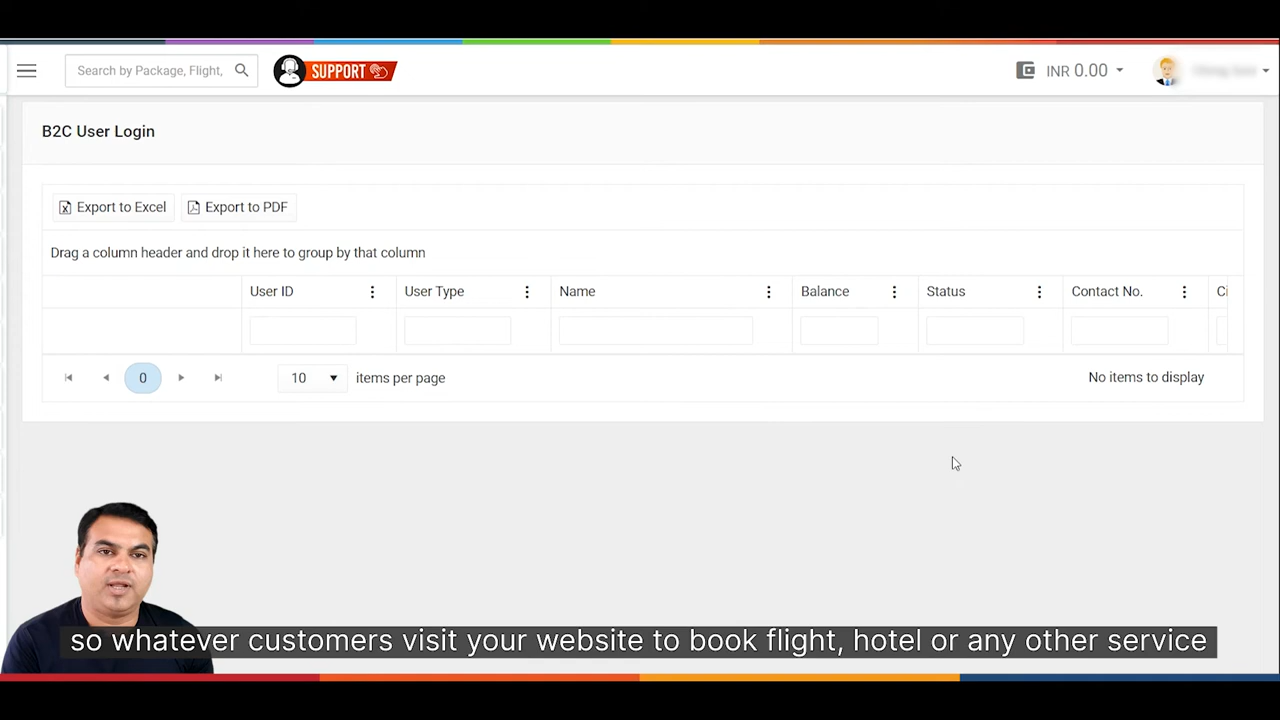 Search by Package, Flight,
SUPPORT
INR 0.00
B2C User Login
Export to Excel
Export to PDF
Drag a column header and drop it here to group by that column
User ID
User Type
Name
Balance
Status
Contact No.
Ci
0
10
items per page
No items to display
so whatever customers visit your website to book flight, hotel or any other service